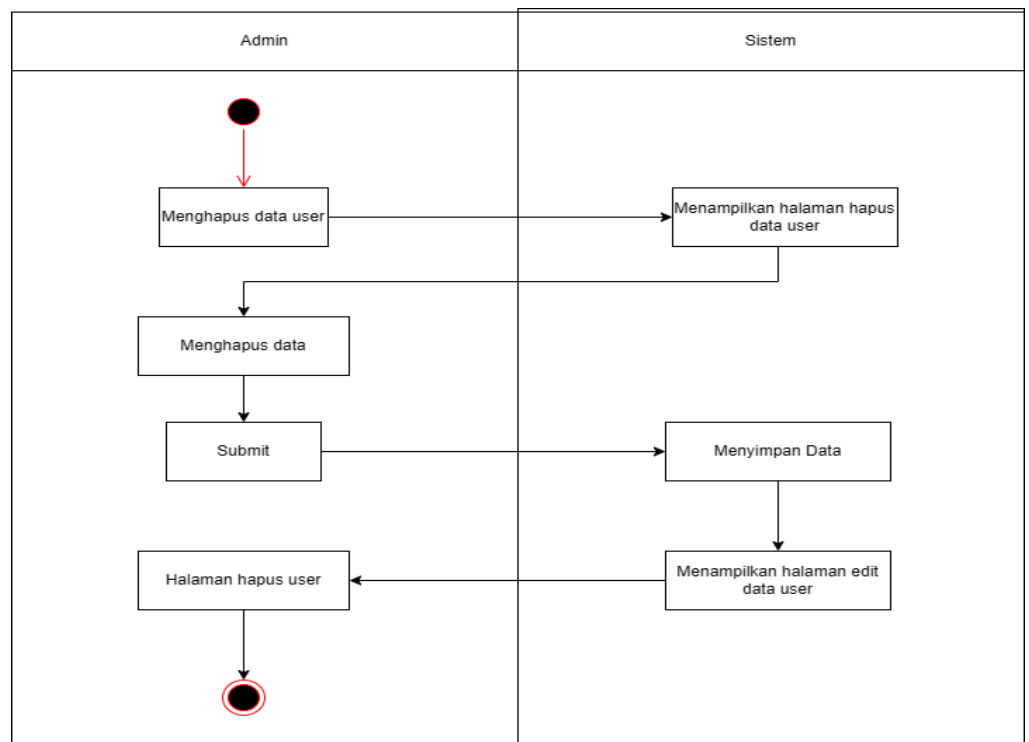 Admin
Sistem
Menghapus data user
Menampilkan halaman hapus
data user
Menghapus data
Submit
Menyimpan Data
Halaman hapus user
Menampilkan halaman edit
data user